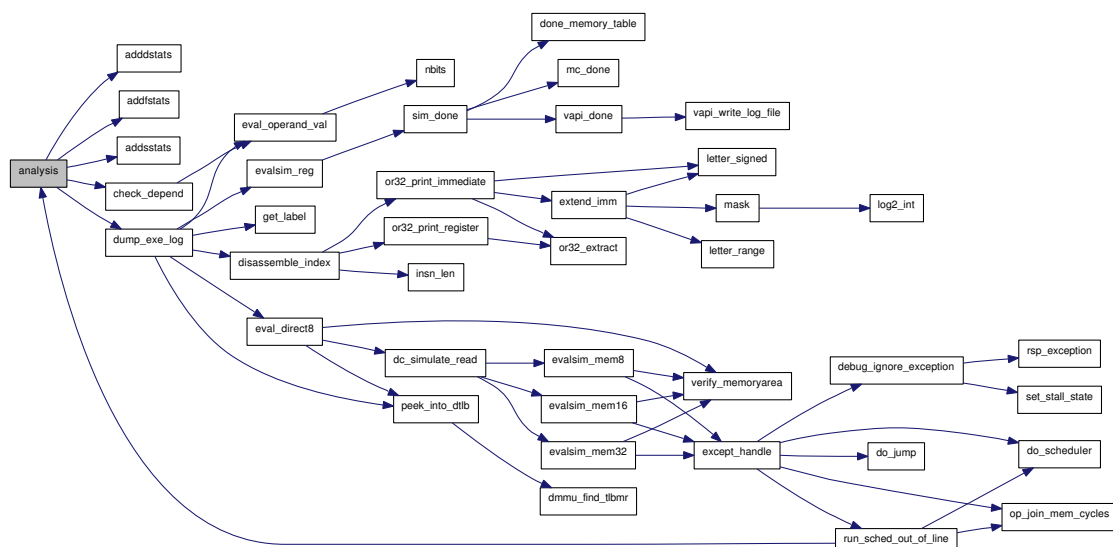 analysis
adddstats
addfstats
addsstats
check_depend
dump_exe_log
eval_operand_val
evalsim_reg
get_label
disassemble_index
eval_direct8
nbits
sim_done
or32_print_immediate
or32_print_register
insn_len
dc_simulate_read
peek_into_dtlb
done_memory_table
mc_done
vapi_done
extend_imm
or32_extract
evalsim_mem8
evalsim_mem16
evalsim_mem32
dmmu_find_tlbmr
vapi_write_log_file
letter_signed
mask
letter_range
verify_memoryarea
except_handle
log2_int
debug_ignore_exception
do_jump
run_sched_out_of_line
rsp_exception
set_stall_state
do_scheduler
op_join_mem_cycles